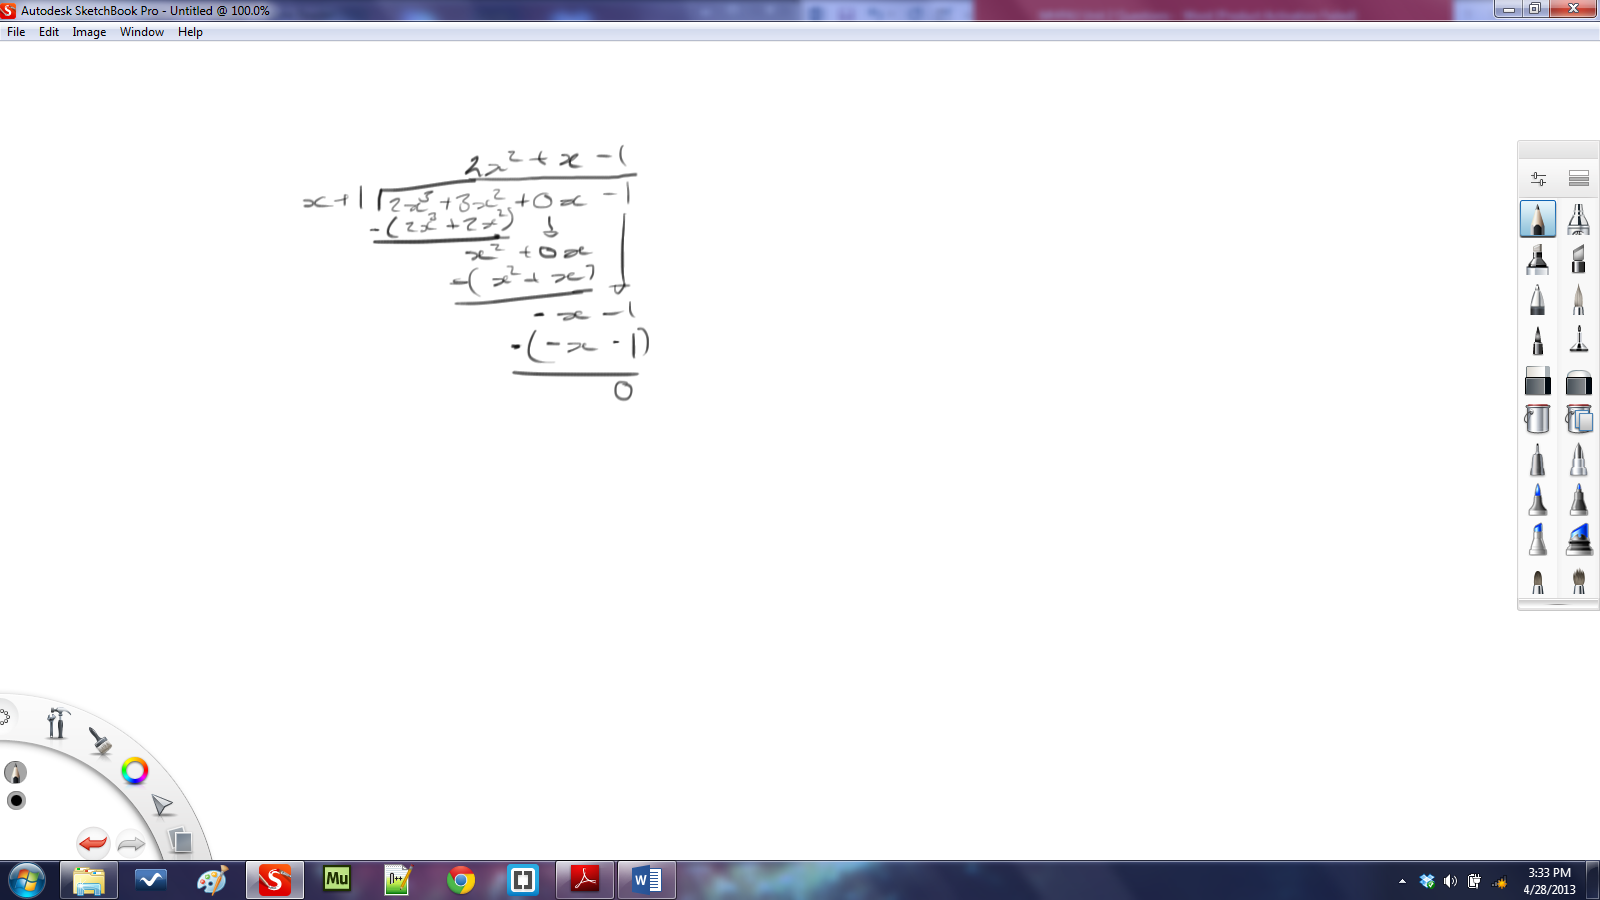 Autodesk SketchBook Pro - Untitled @ 100.0%
File Edit Image Window Help
2x² + x - 1
x + 1 2x³ + 3x² + 0x - 1
- ( 2x³ + 2x² )
x² + 0x
- ( x² + x )
- x - 1
- ( - x - 1 )
0
Mu
n++
W
3:33 PM
4/28/2013